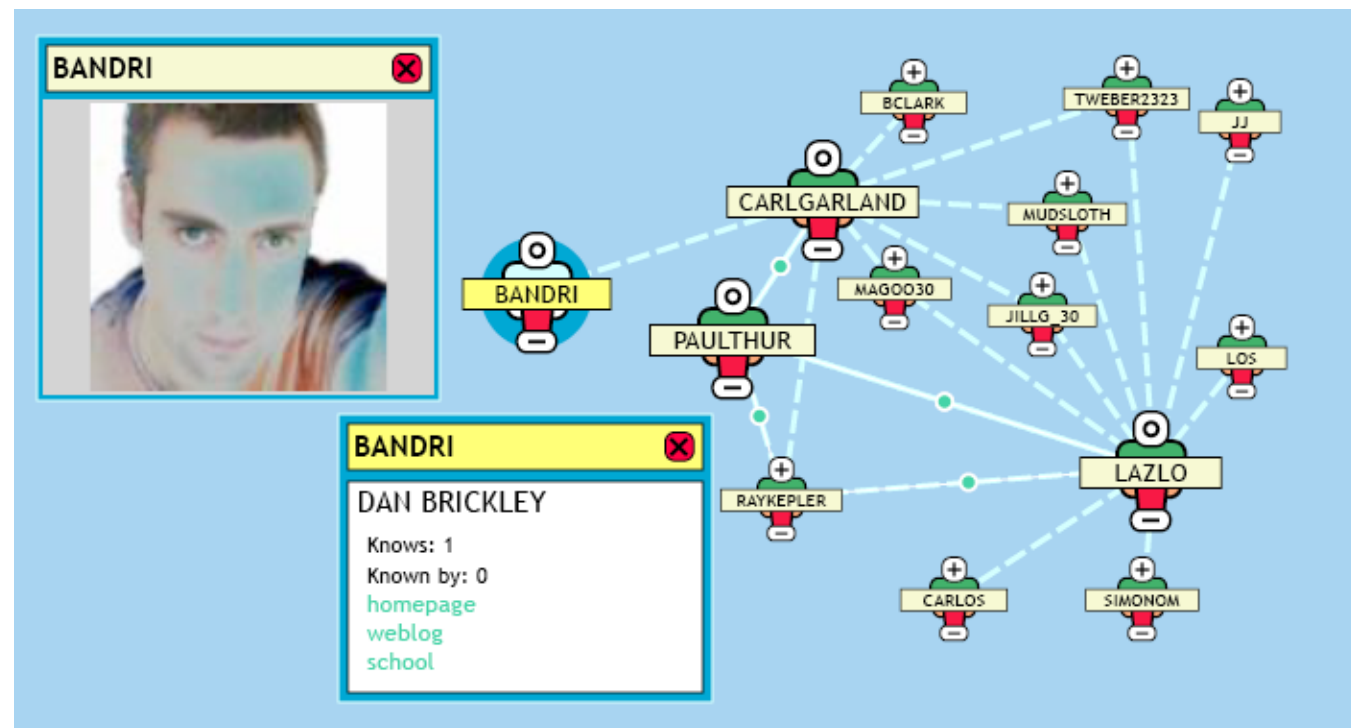 BANDRI
BCLARK
TWEBER2323
JJ
CARLGARLAND
MUDSLOTH
BANDRI
MAGOO30
JILLG_30
PAULTHUR
LOS
BANDRI
DAN BRICKLEY
Knows: 1
Known by: 0
homepage
weblog
school
LAZLO
RAYKEPLER
CARLOS
SIMONOM